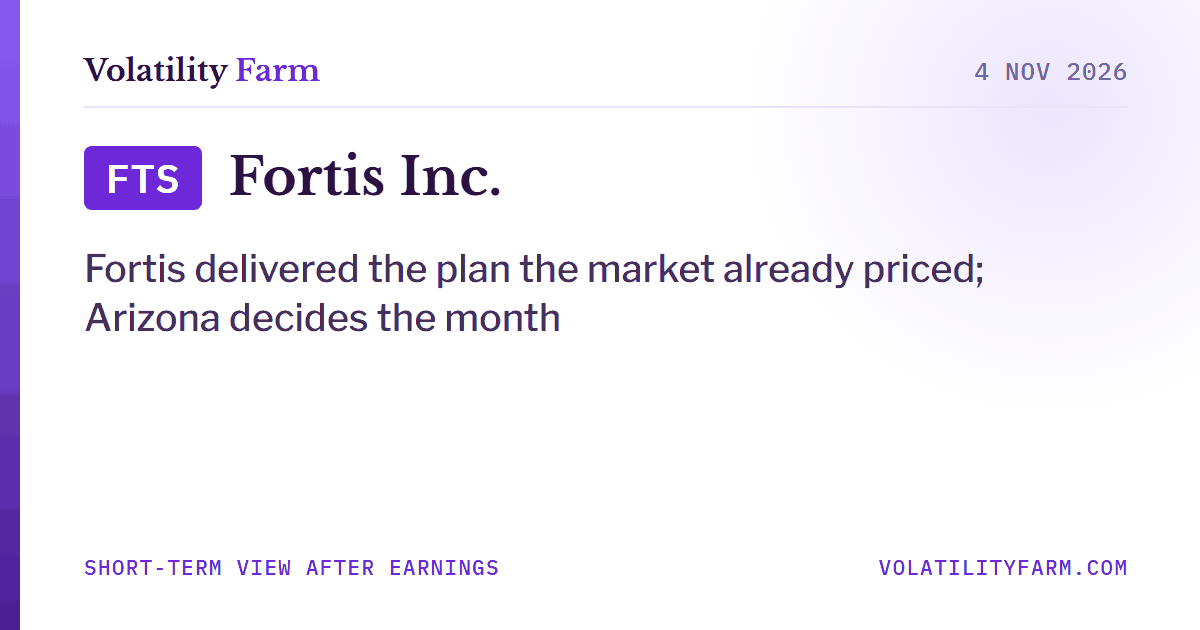 Volatility Farm
4 NOV 2026
FTS
Fortis Inc.
Fortis delivered the plan the market already priced;
Arizona decides the month
SHORT-TERM VIEW AFTER EARNINGS
VOLATILITYFARM.COM